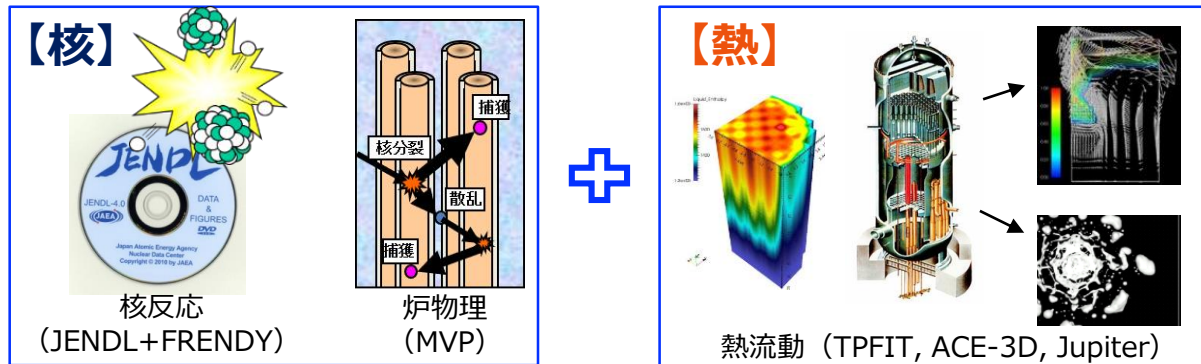 【核】
JENDL
JENDL-4.0
JAEA
DATA
&
FIGURES
DVD
Japan Atomic Energy Agency
Nuclear Data Center
Copyright © 2010 by JAEA
核反応
（JENDL+FRENDY）
捕獲
核分裂
散乱
捕獲
炉物理
（MVP）
【熱】
Liquid_Enthalpy
熱流動（TPFIT, ACE-3D, Jupiter）